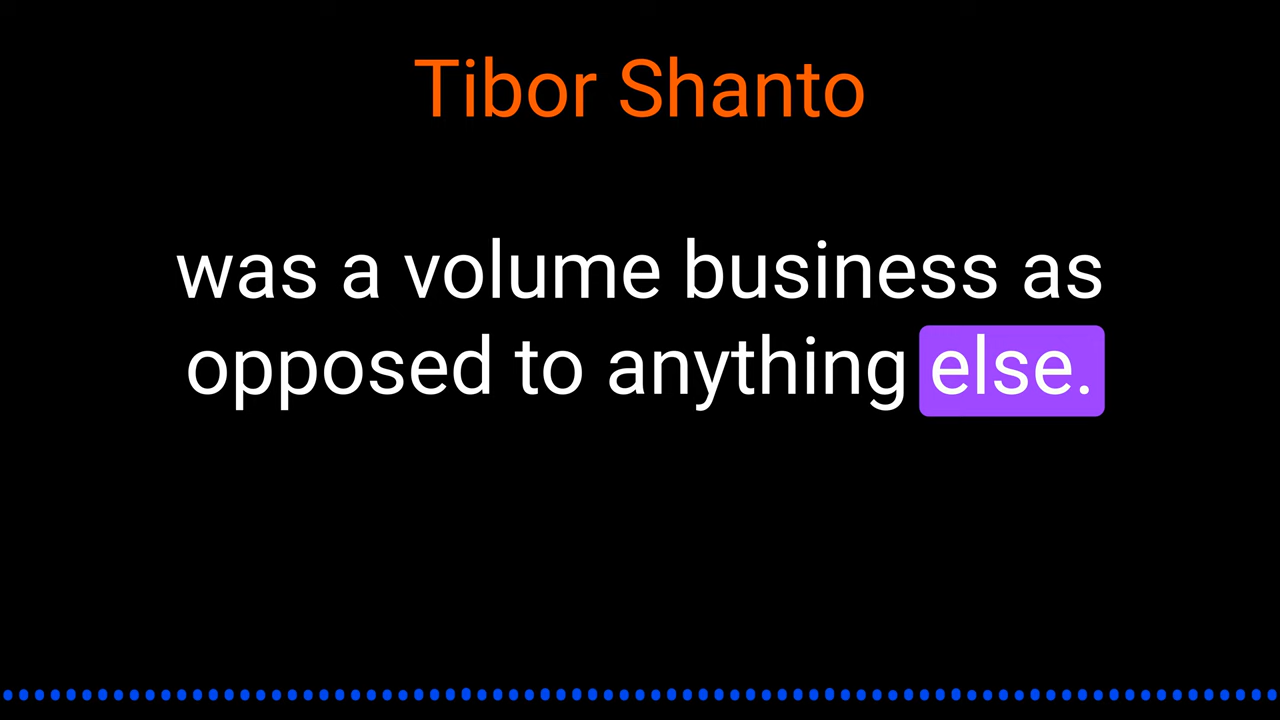 Tibor Shanto
was a volume business as
opposed to anything else.